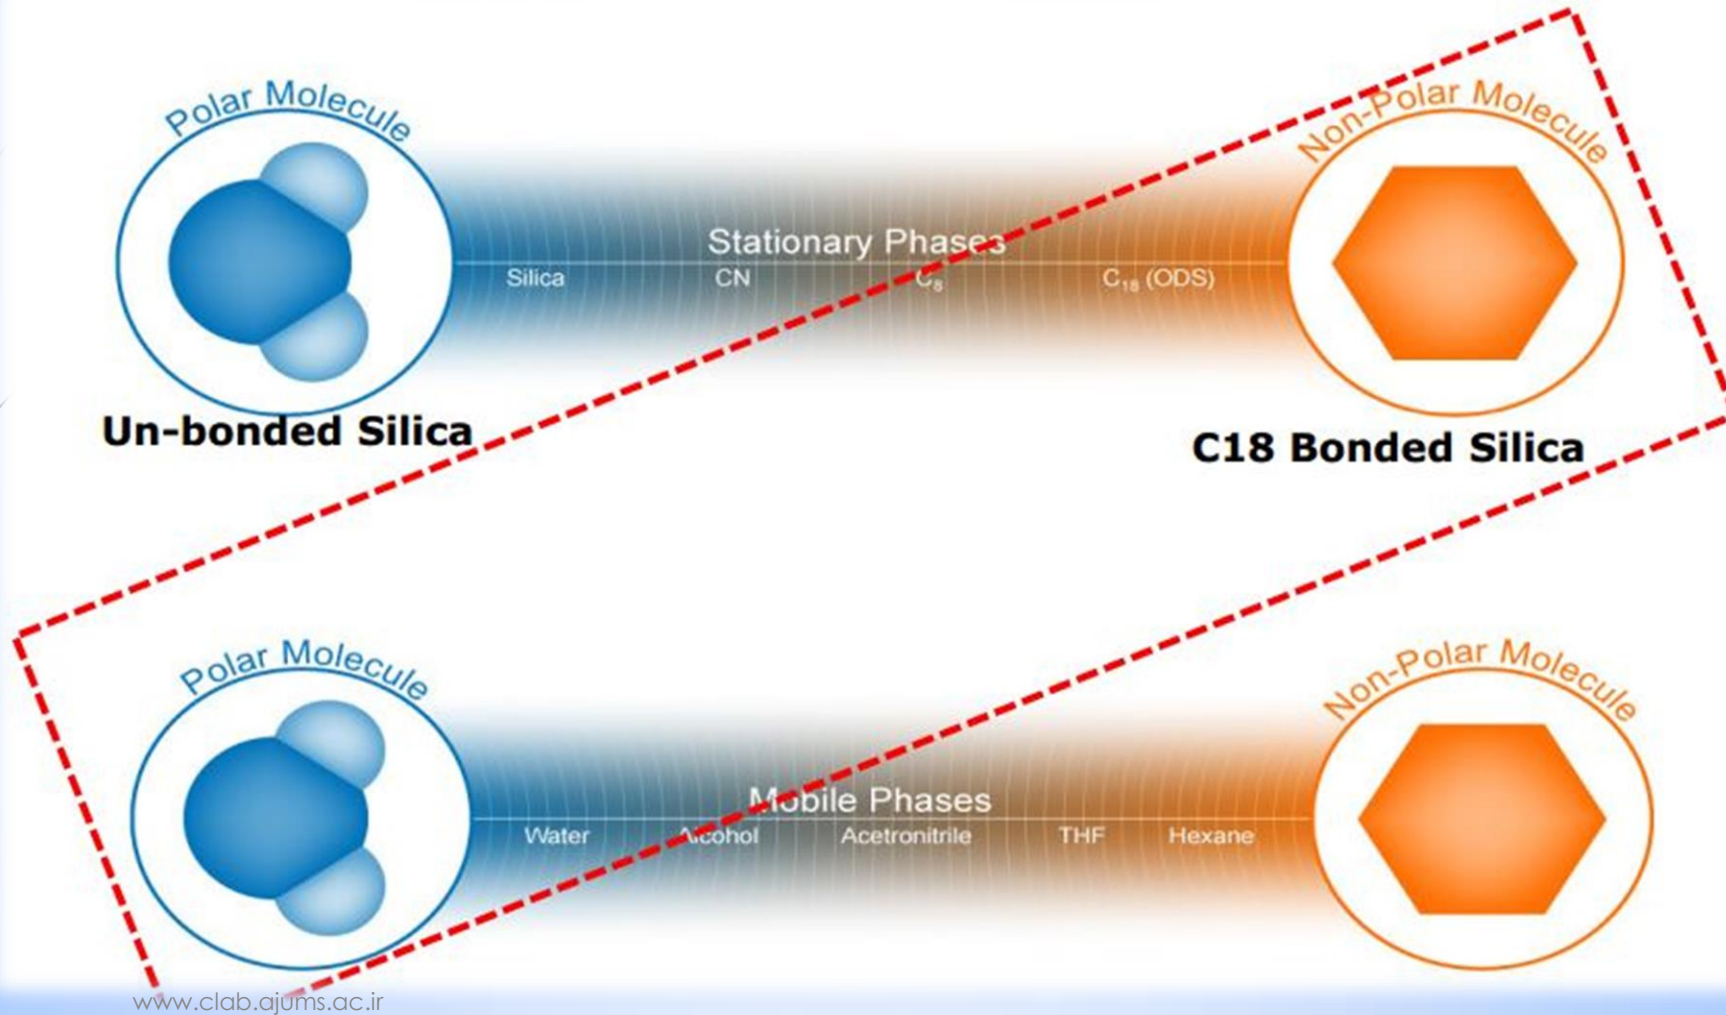 Polar Molecule
Non-Polar Molecule
Stationary Phases
Silica CN C₈ C₁₈ (ODS)
Un-bonded Silica
C18 Bonded Silica
Polar Molecule
Non-Polar Molecule
Mobile Phases
Water Alcohol Acetronitrile THF Hexane
www.clab.ajums.ac.ir